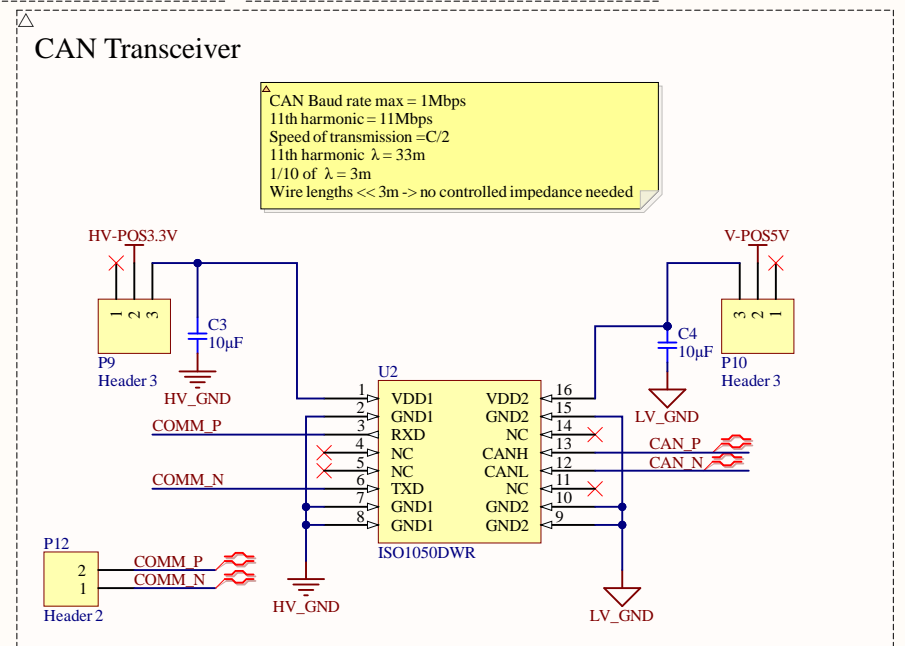 CAN Transceiver
CAN Baud rate max = 1Mbps
11th harmonic = 11Mbps
Speed of transmission =C/2
11th harmonic λ = 33m
1/10 of λ = 3m
Wire lengths << 3m -> no controlled impedance needed
HV-POS3.3V
1 2 3
P9
Header 3
C3
10µF
HV_GND
V-POS5V
3 2 1
P10
Header 3
C4
10µF
LV_GND
U2
1 VDD1 VDD2 16
2 GND1 GND2 15
COMM_P 3 RXD NC 14
4 NC CANH 13 CAN_P
5 NC CANL 12 CAN_N
COMM_N 6 TXD NC 11
7 GND1 GND2 10
8 GND1 GND2 9
ISO1050DWR
HV_GND
LV_GND
P12
2 COMM_P
1 COMM_N
Header 2